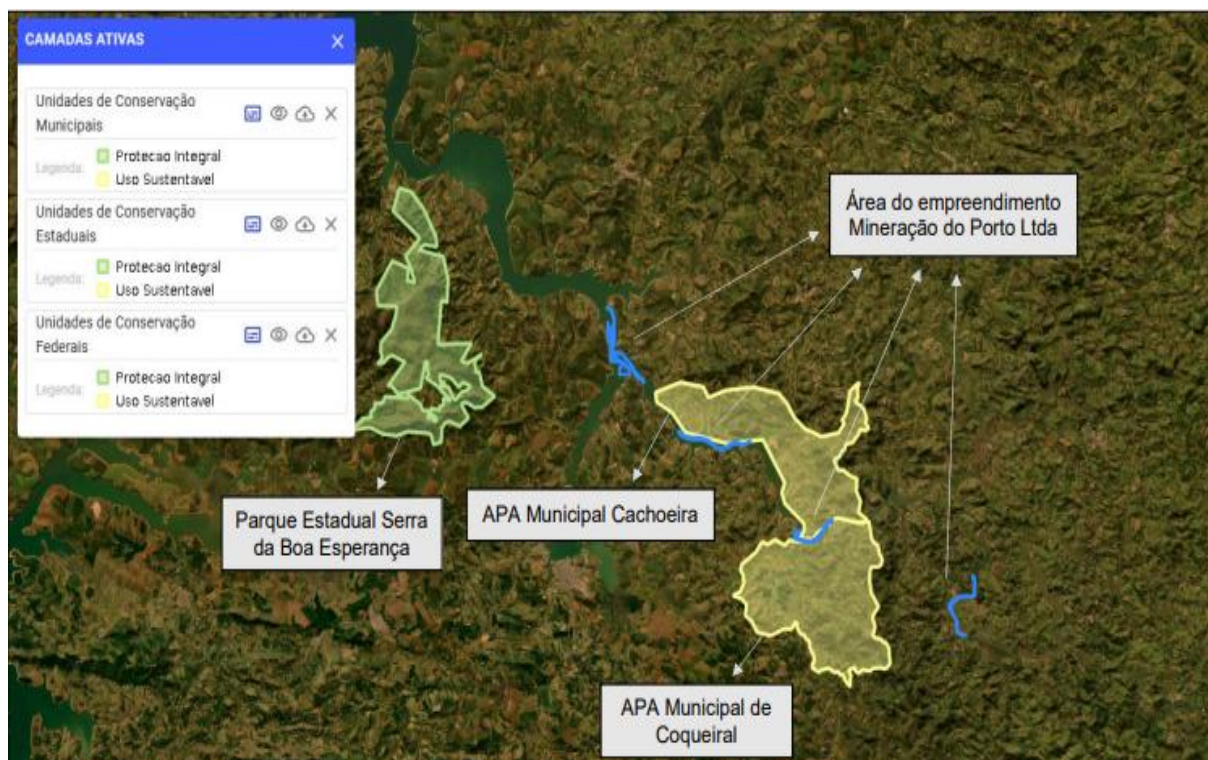 CAMADAS ATIVAS
Unidades de Conservação
Municipais
Legenda:
Protecao Integral
Uso Sustentavel
Unidades de Conservação
Estaduais
Legenda:
Protecao Integral
Uso Sustentavel
Unidades de Conservação
Federais
Legenda:
Protecao Integral
Uso Sustentavel
Área do empreendimento
Mineração do Porto Ltda
Parque Estadual Serra
da Boa Esperança
APA Municipal Cachoeira
APA Municipal de
Coqueiral